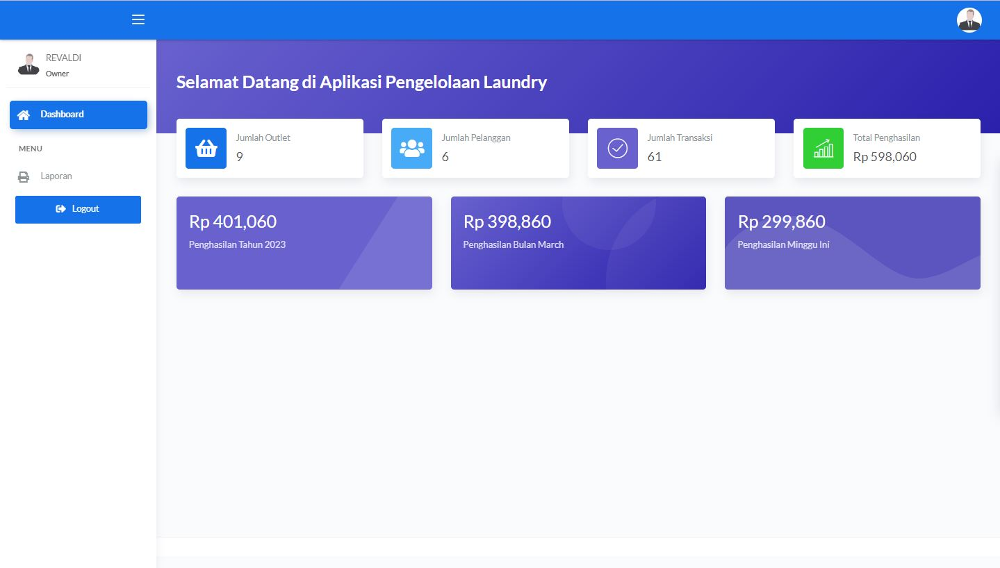 REVALDI
Owner
Dashboard
MENU
Laporan
Logout
Selamat Datang di Aplikasi Pengelolaan Laundry
Jumlah Outlet
9
Jumlah Pelanggan
6
Jumlah Transaksi
61
Total Penghasilan
Rp 598,060
Rp 401,060
Penghasilan Tahun 2023
Rp 398,860
Penghasilan Bulan March
Rp 299,860
Penghasilan Minggu Ini